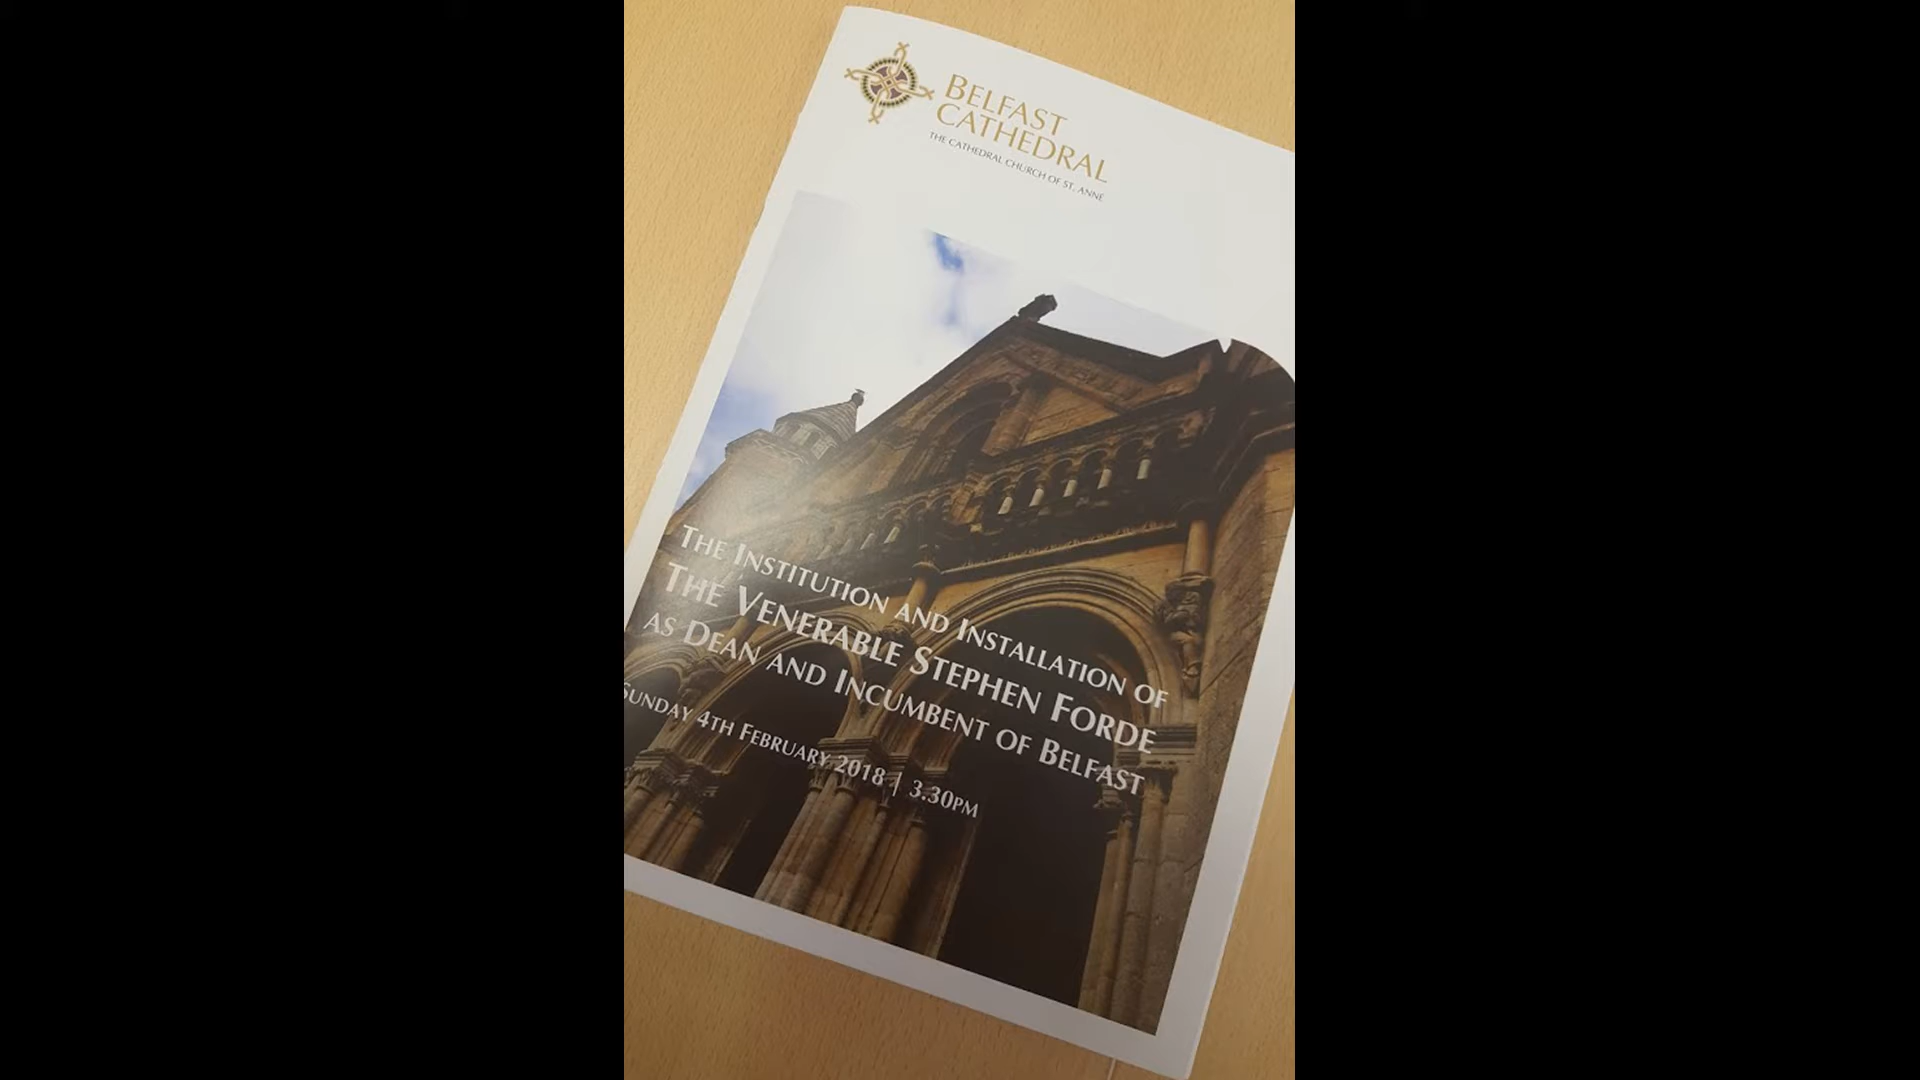 BELFAST
CATHEDRAL
THE CATHEDRAL CHURCH OF ST. ANNE
THE INSTITUTION AND INSTALLATION OF
THE VENERABLE STEPHEN FORDE
AS DEAN AND INCUMBENT OF BELFAST
SUNDAY 4TH FEBRUARY 2018 | 3.30PM